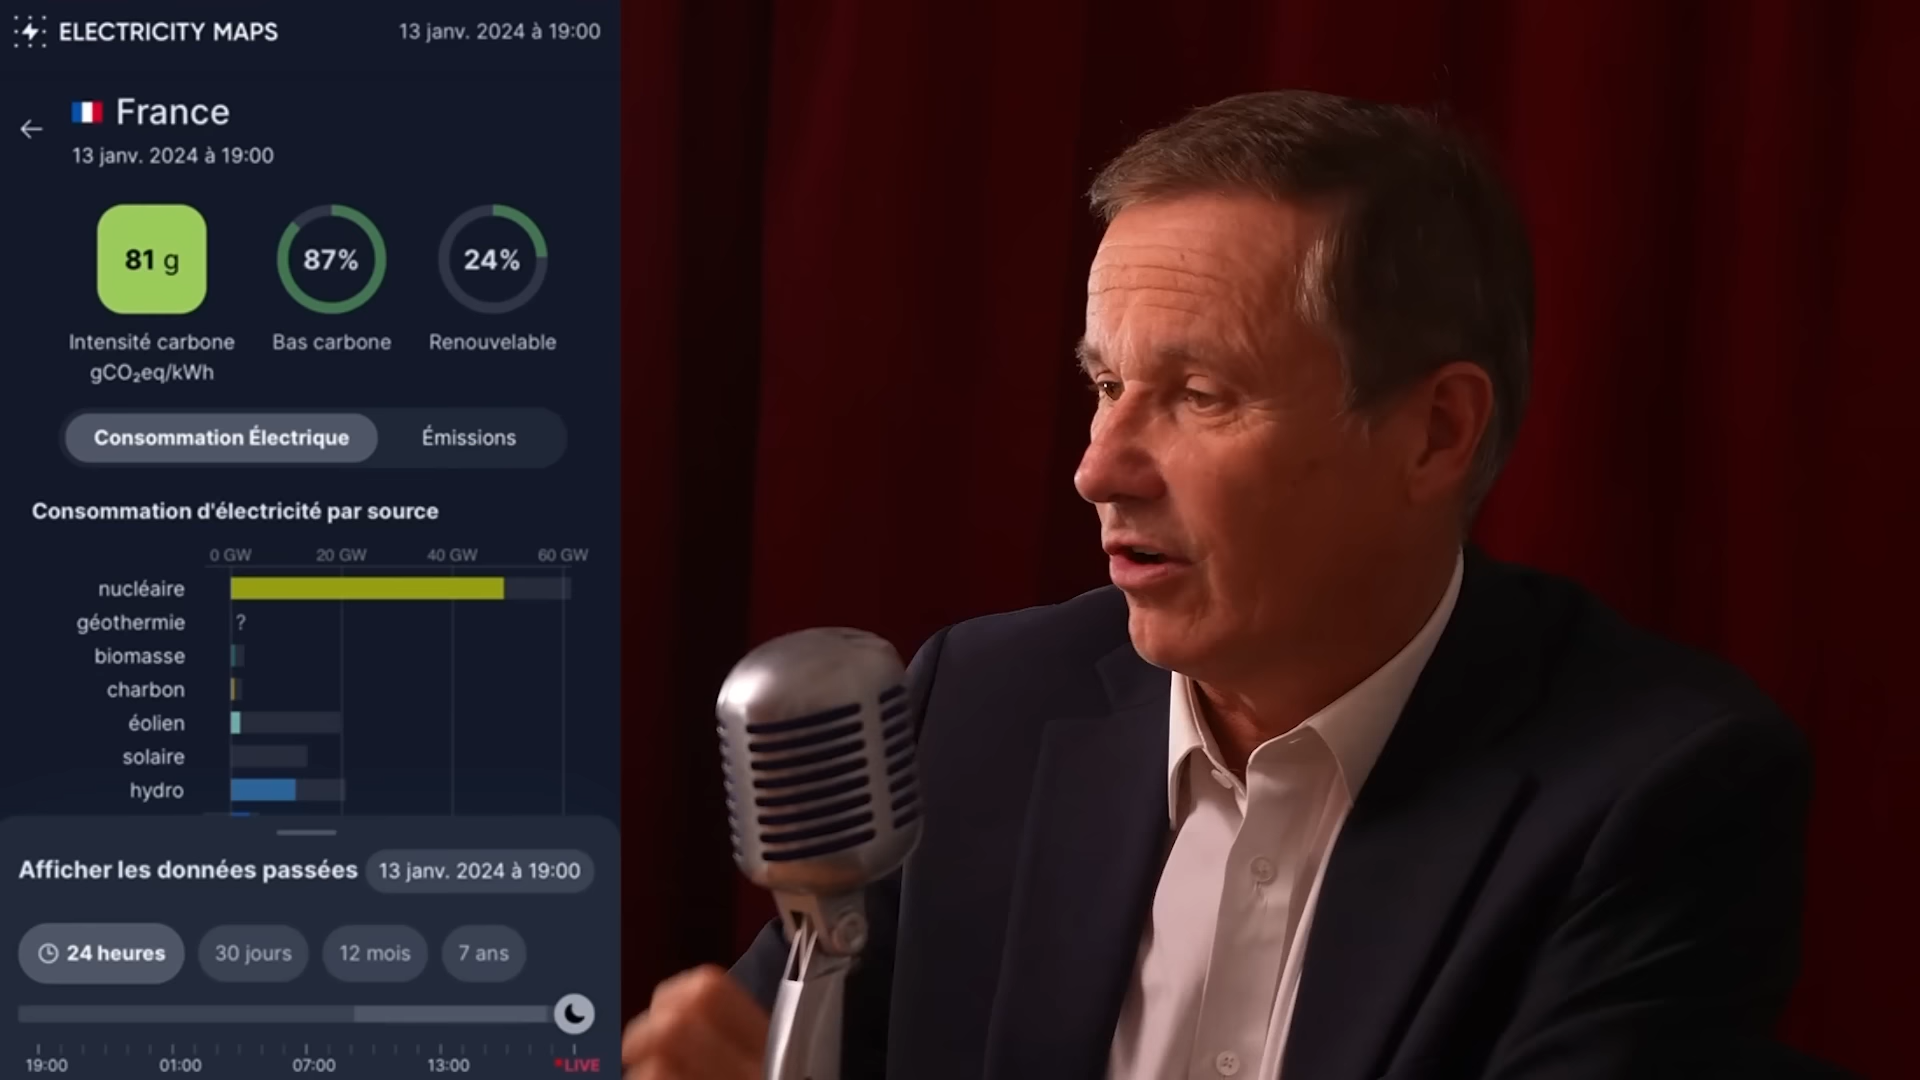 ELECTRICITY MAPS 13 janv. 2024 à 19:00
France
13 janv. 2024 à 19:00
81 g 87% 24%
Intensité carbone Bas carbone Renouvelable
gCO₂eq/kWh
Consommation Électrique Émissions
Consommation d'électricité par source
0 GW 20 GW 40 GW 60 GW
nucléaire
géothermie ?
biomasse
charbon
éolien
solaire
hydro
Afficher les données passées 13 janv. 2024 à 19:00
24 heures 30 jours 12 mois 7 ans
19:00 01:00 07:00 13:00 LIVE